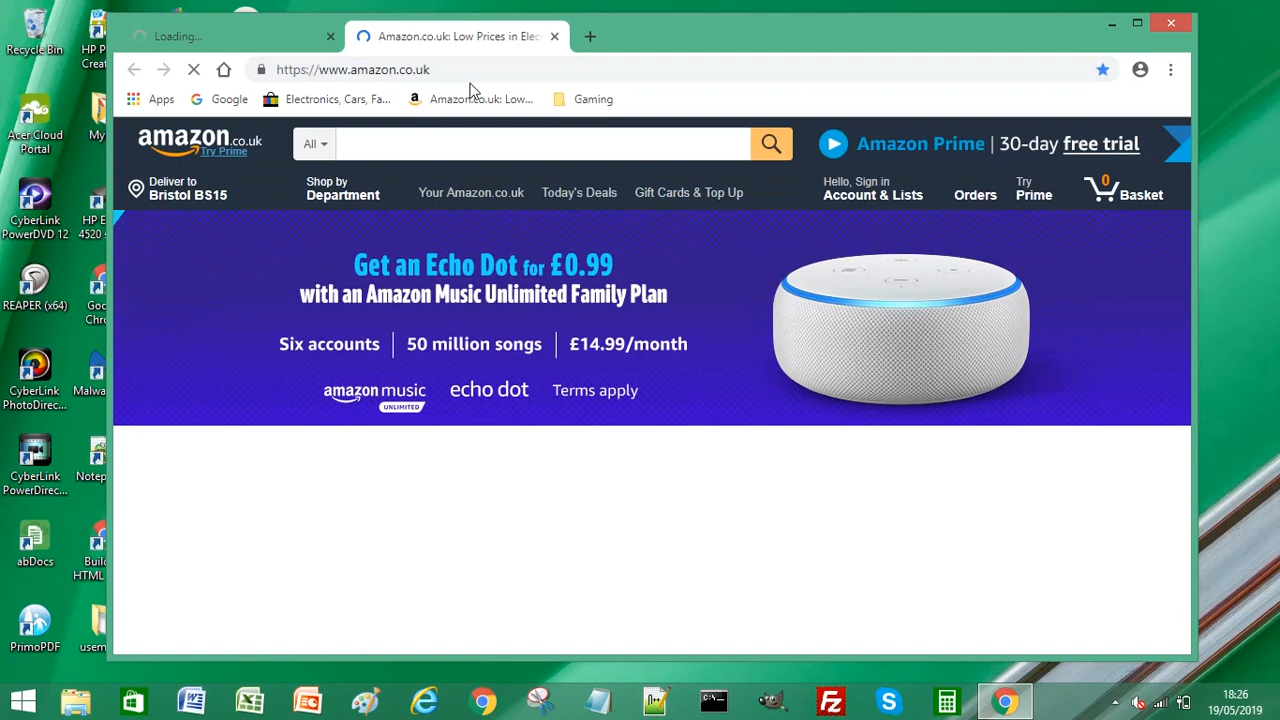 Loading...
Amazon.co.uk: Low Prices in Elec
https://www.amazon.co.uk
Apps
Google
Electronics, Cars, Fa...
Amazon.co.uk: Low...
Gaming
amazon.co.uk
Try Prime
All
Amazon Prime | 30-day free trial
Deliver to
Bristol BS15
Shop by
Department
Your Amazon.co.uk
Today's Deals
Gift Cards & Top Up
Hello, Sign in
Account & Lists
Orders
Try
Prime
0
Basket
Get an Echo Dot for £0.99
with an Amazon Music Unlimited Family Plan
Six accounts
50 million songs
£14.99/month
amazon music
UNLIMITED
echo dot
Terms apply
Recycle Bin
HP P
Creat
Acer Cloud
Portal
My
CyberLink
PowerDVD 12
HP E
4520 s
REAPER (x64)
Goo
Chro
CyberLink
PhotoDirec...
Malwa
CyberLink
PowerDirec...
Notep
abDocs
Buil
HTML
PrimoPDF
usem
18:26
19/05/2019